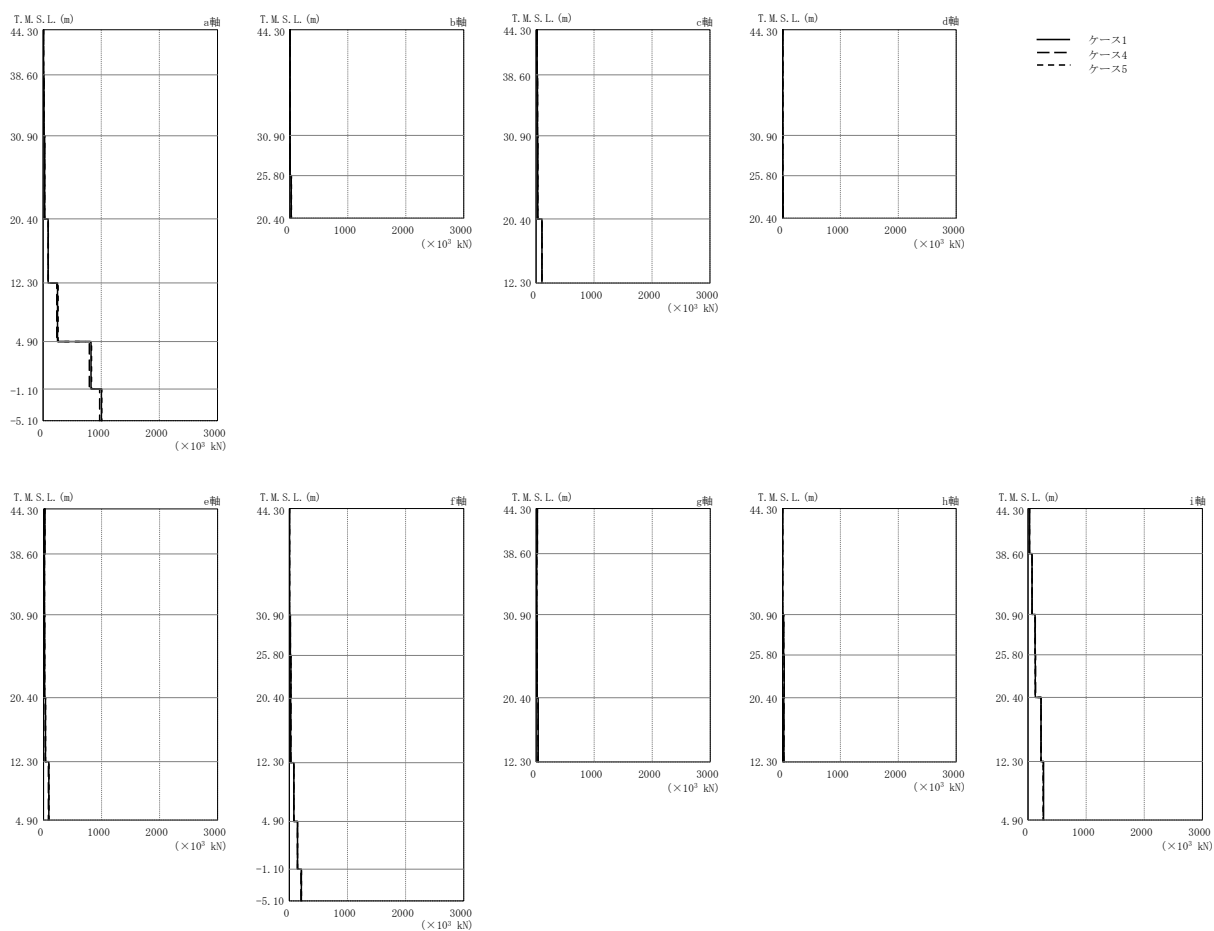 T.M.S.L.(m) a軸
44.30
38.60
30.90
20.40
12.30
4.90
-1.10
-5.10
0 1000 2000 3000
(×10³ kN)
T.M.S.L.(m) b軸
44.30
30.90
25.80
20.40
0 1000 2000 3000
(×10³ kN)
T.M.S.L.(m) c軸
44.30
38.60
30.90
20.40
12.30
0 1000 2000 3000
(×10³ kN)
T.M.S.L.(m) d軸
44.30
30.90
25.80
20.40
0 1000 2000 3000
(×10³ kN)
ケース1
ケース4
ケース5
T.M.S.L.(m) e軸
44.30
38.60
30.90
20.40
12.30
4.90
0 1000 2000 3000
(×10³ kN)
T.M.S.L.(m) f軸
44.30
30.90
25.80
20.40
12.30
4.90
-1.10
-5.10
0 1000 2000 3000
(×10³ kN)
T.M.S.L.(m) g軸
44.30
38.60
30.90
20.40
12.30
0 1000 2000 3000
(×10³ kN)
T.M.S.L.(m) h軸
44.30
30.90
25.80
20.40
12.30
0 1000 2000 3000
(×10³ kN)
T.M.S.L.(m) i軸
44.30
38.60
30.90
25.80
20.40
12.30
4.90
0 1000 2000 3000
(×10³ kN)